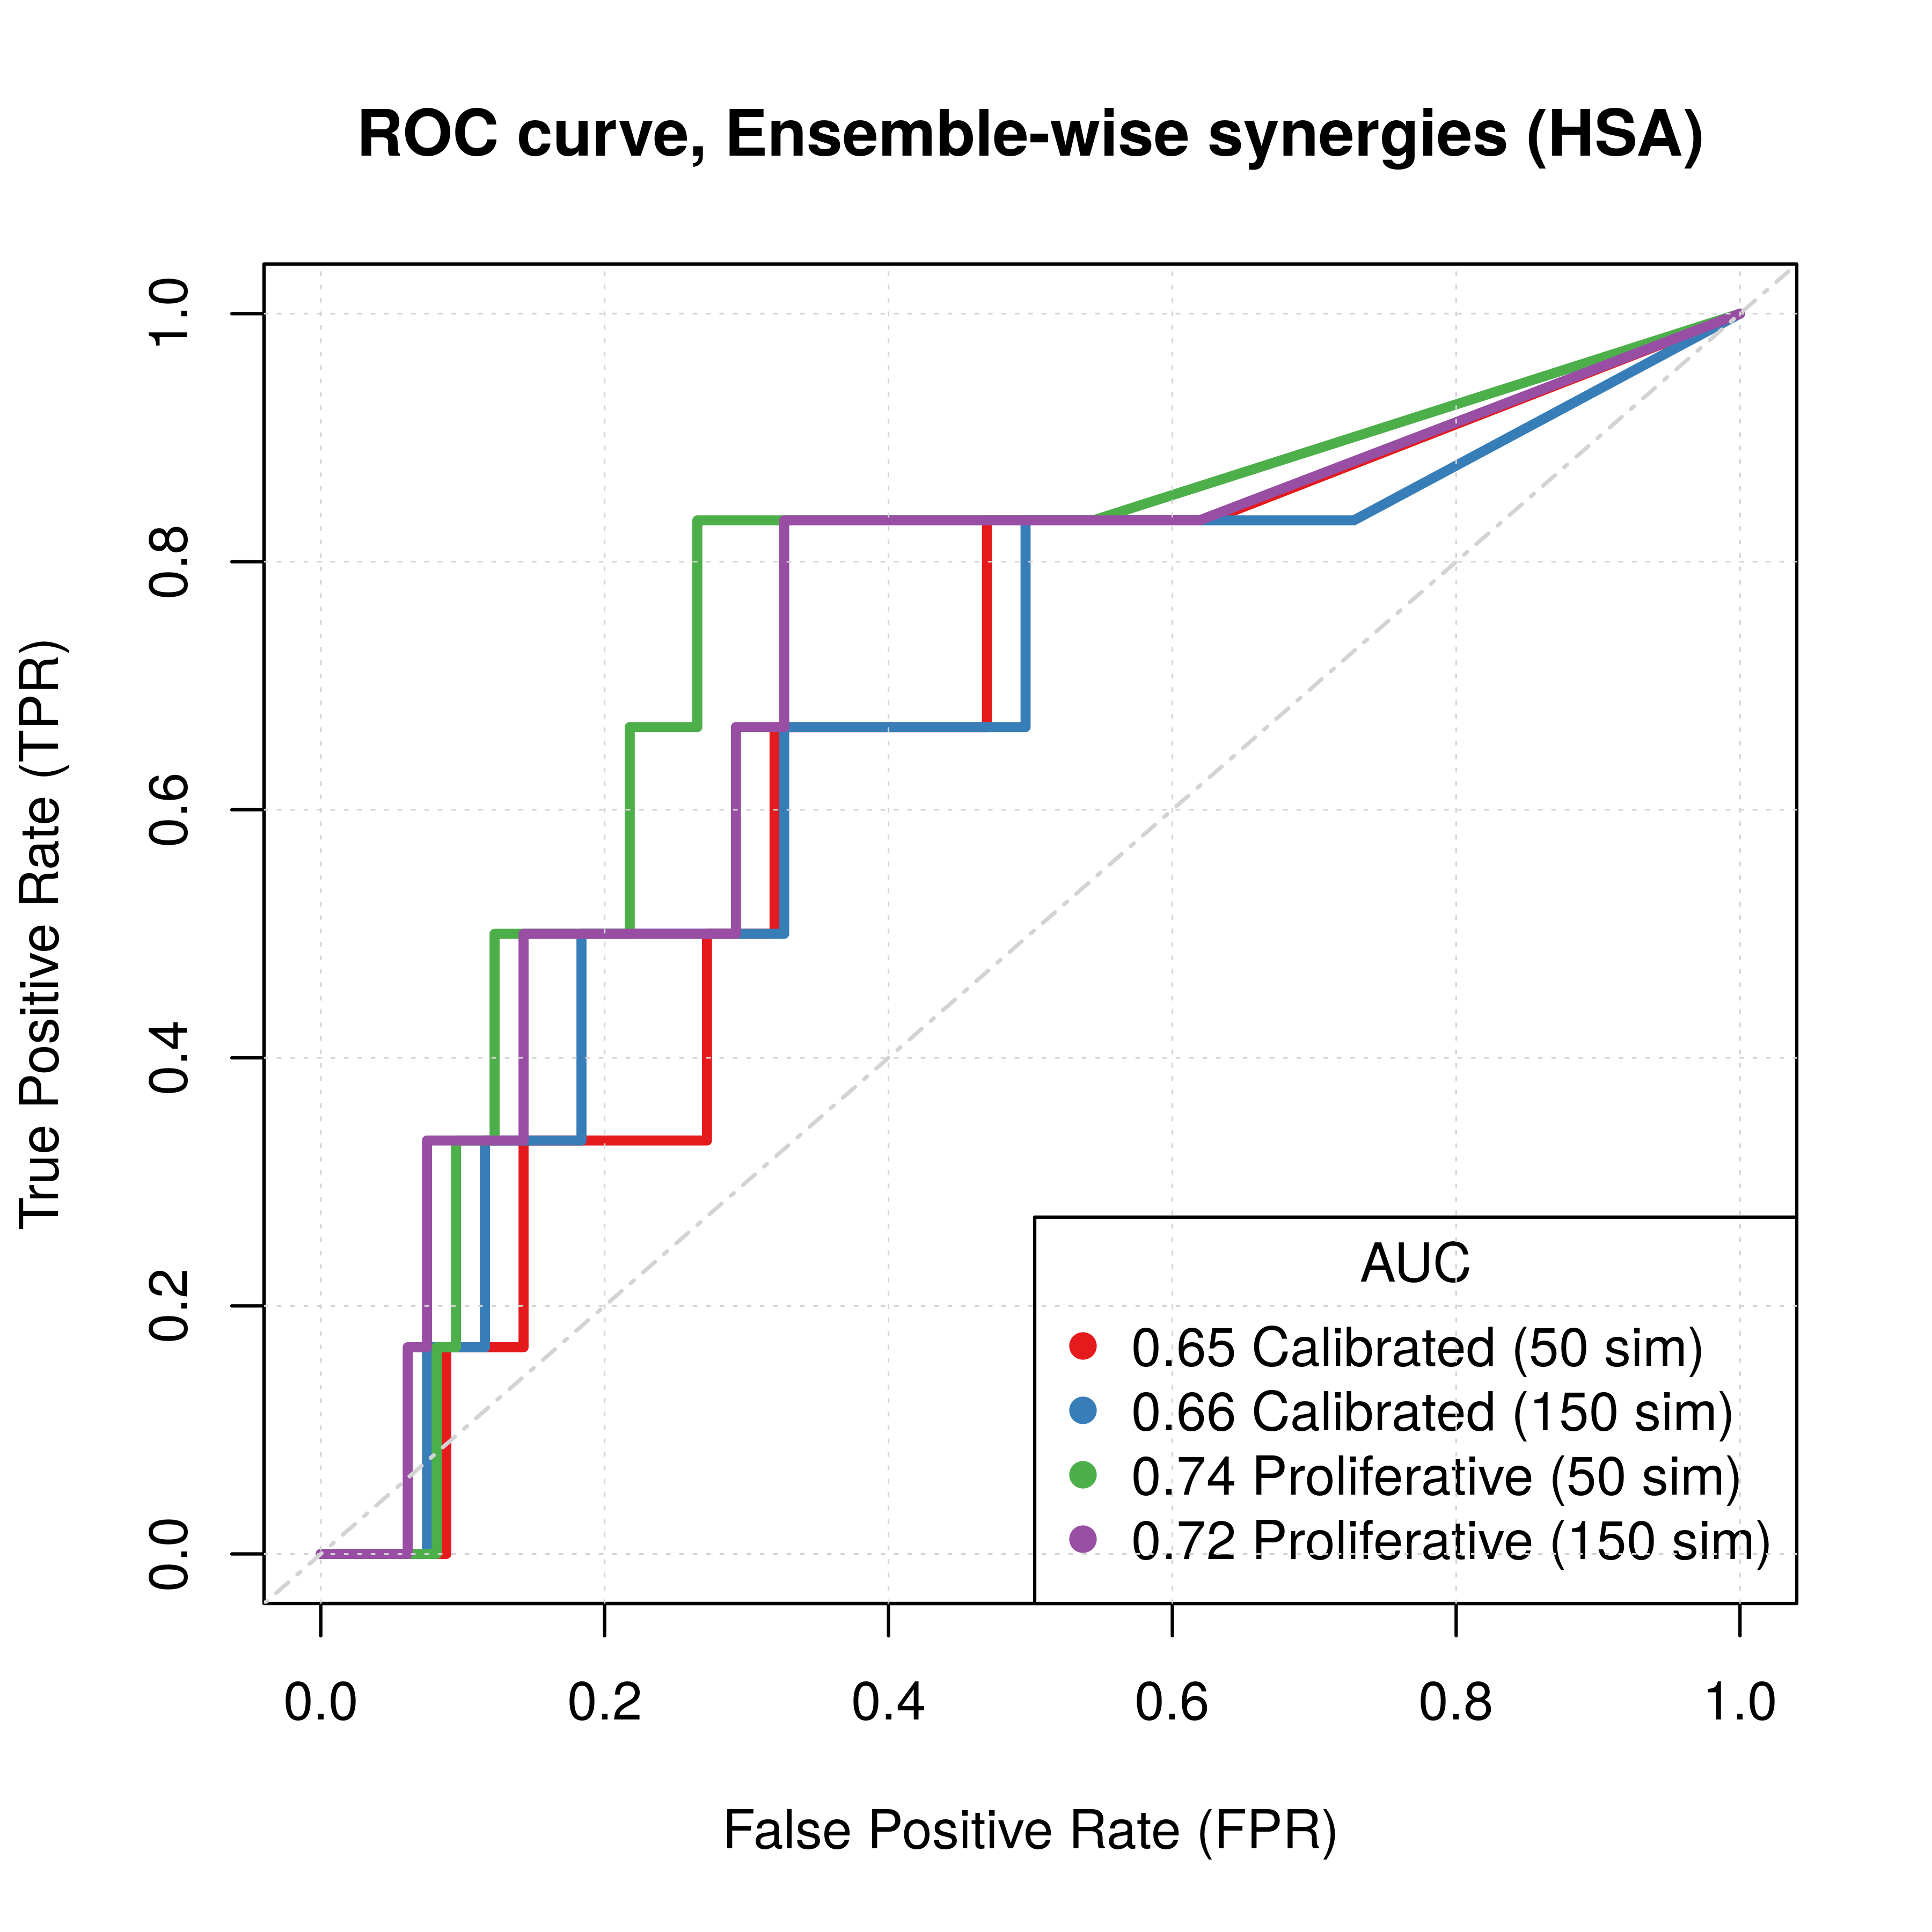 ROC curve, Ensemble-wise synergies (HSA)
True Positive Rate (TPR)
1.0
0.8
0.6
0.4
0.2
0.0
AUC
0.65 Calibrated (50 sim)
0.66 Calibrated (150 sim)
0.74 Proliferative (50 sim)
0.72 Proliferative (150 sim)
0.0 0.2 0.4 0.6 0.8 1.0
False Positive Rate (FPR)